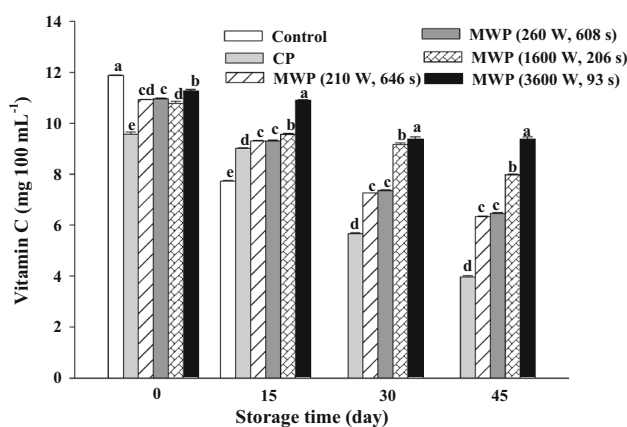 14
12
10
8
6
4
2
0
Vitamin C (mg 100 mL⁻¹)
Control
CP
MWP (210 W, 646 s)
MWP (260 W, 608 s)
MWP (1600 W, 206 s)
MWP (3600 W, 93 s)
a
e
cd
c
d
b
e
d
c
c
b
a
d
c
c
b
a
d
c
c
b
a
0 15 30 45
Storage time (day)